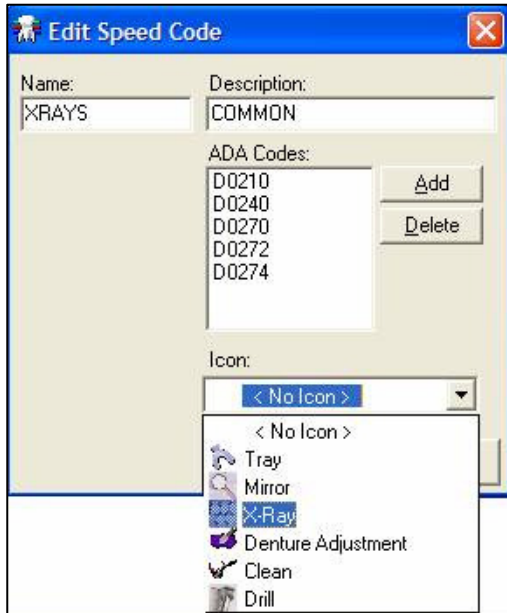 Edit Speed Code
Name: Description:
XRAYS COMMON
ADA Codes:
D0210
D0240
D0270
D0272
D0274
Add
Delete
Icon:
< No Icon >
< No Icon >
Tray
Mirror
X-Ray
Denture Adjustment
Clean
Drill